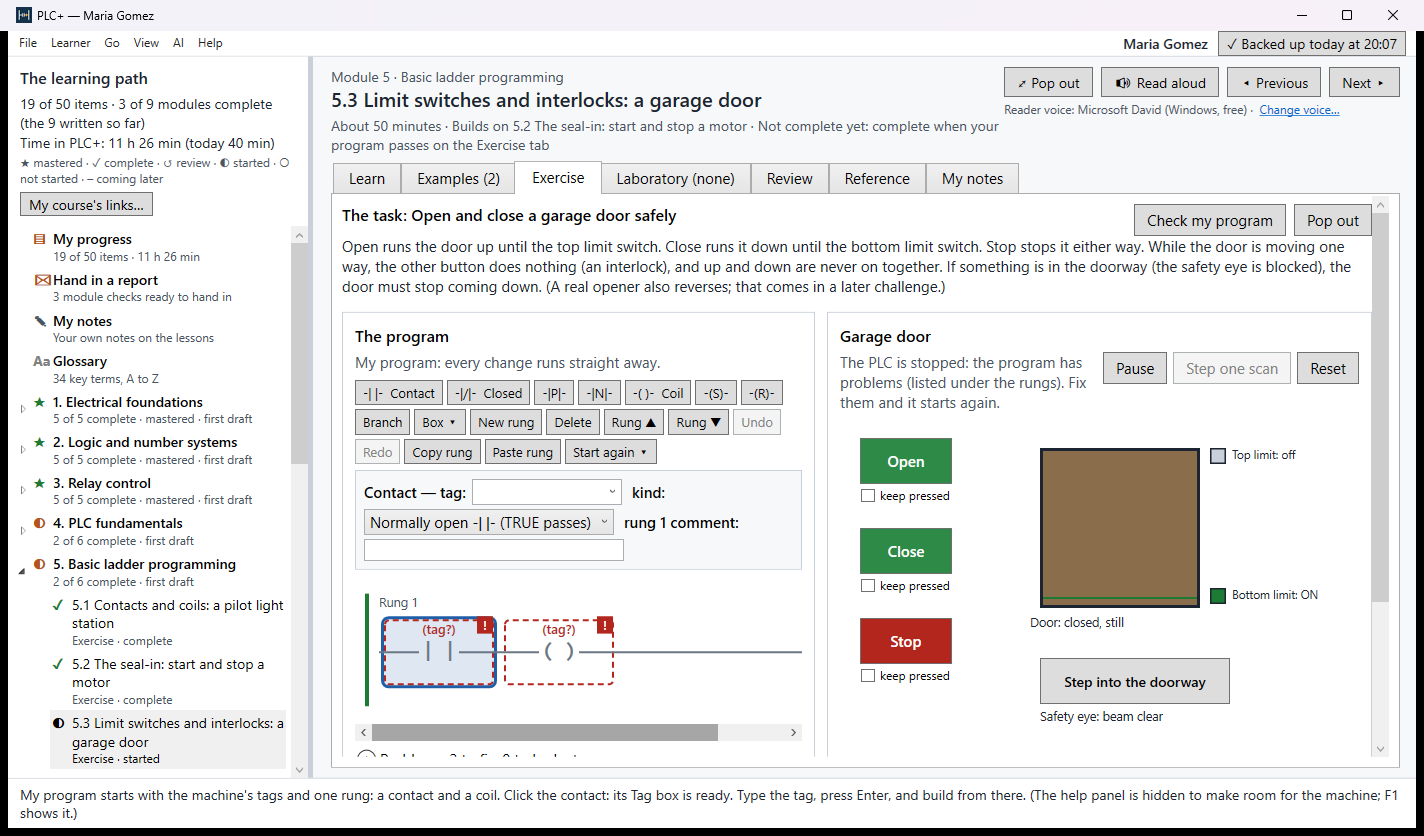 PLC+ — Maria Gomez
File Learner Go View AI Help
Maria Gomez
✓ Backed up today at 20:07
The learning path
19 of 50 items · 3 of 9 modules complete
(the 9 written so far)
Time in PLC+: 11 h 26 min (today 40 min)
★ mastered · ✓ complete · ↺ review · ◐ started · ○
not started · – coming later
My course's links...
My progress
19 of 50 items · 11 h 26 min
Hand in a report
3 module checks ready to hand in
My notes
Your own notes on the lessons
Aa Glossary
34 key terms, A to Z
★ 1. Electrical foundations
5 of 5 complete · mastered · first draft
★ 2. Logic and number systems
5 of 5 complete · mastered · first draft
★ 3. Relay control
5 of 5 complete · mastered · first draft
◐ 4. PLC fundamentals
2 of 6 complete · first draft
◐ 5. Basic ladder programming
2 of 6 complete · first draft
✓ 5.1 Contacts and coils: a pilot light
station
Exercise · complete
✓ 5.2 The seal-in: start and stop a
motor
Exercise · complete
◐ 5.3 Limit switches and interlocks: a
garage door
Exercise · started
Module 5 · Basic ladder programming
5.3 Limit switches and interlocks: a garage door
About 50 minutes · Builds on 5.2 The seal-in: start and stop a motor · Not complete yet: complete when your
program passes on the Exercise tab
Pop out
Read aloud
Previous
Next
Reader voice: Microsoft David (Windows, free) · Change voice...
Learn
Examples (2)
Exercise
Laboratory (none)
Review
Reference
My notes
The task: Open and close a garage door safely
Check my program
Pop out
Open runs the door up until the top limit switch. Close runs it down until the bottom limit switch. Stop stops it either way. While the door is moving one
way, the other button does nothing (an interlock), and up and down are never on together. If something is in the doorway (the safety eye is blocked), the
door must stop coming down. (A real opener also reverses; that comes in a later challenge.)
The program
My program: every change runs straight away.
-| |- Contact
-|/|- Closed
-|P|-
-|N|-
-( )- Coil
-(S)-
-(R)-
Branch
Box ▾
New rung
Delete
Rung ▲
Rung ▼
Undo
Redo
Copy rung
Paste rung
Start again ▾
Contact — tag:
kind:
Normally open -| |- (TRUE passes)
rung 1 comment:
Rung 1
(tag?) !
(tag?) !
Garage door
The PLC is stopped: the program has
problems (listed under the rungs). Fix
them and it starts again.
Pause
Step one scan
Reset
Open
keep pressed
Close
keep pressed
Stop
keep pressed
Top limit: off
Bottom limit: ON
Door: closed, still
Step into the doorway
Safety eye: beam clear
My program starts with the machine's tags and one rung: a contact and a coil. Click the contact: its Tag box is ready. Type the tag, press Enter, and build from there. (The help panel is hidden to make room for the machine; F1
shows it.)